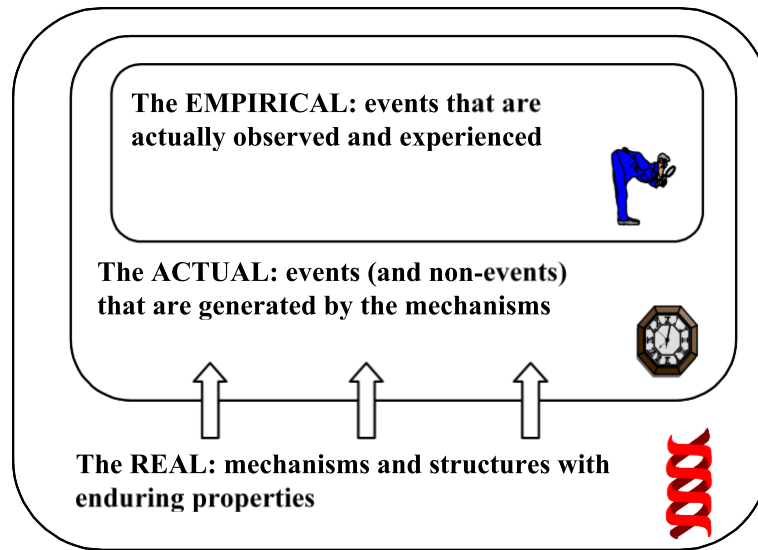 The EMPIRICAL: events that are
actually observed and experienced
The ACTUAL: events (and non-events)
that are generated by the mechanisms
The REAL: mechanisms and structures with
enduring properties